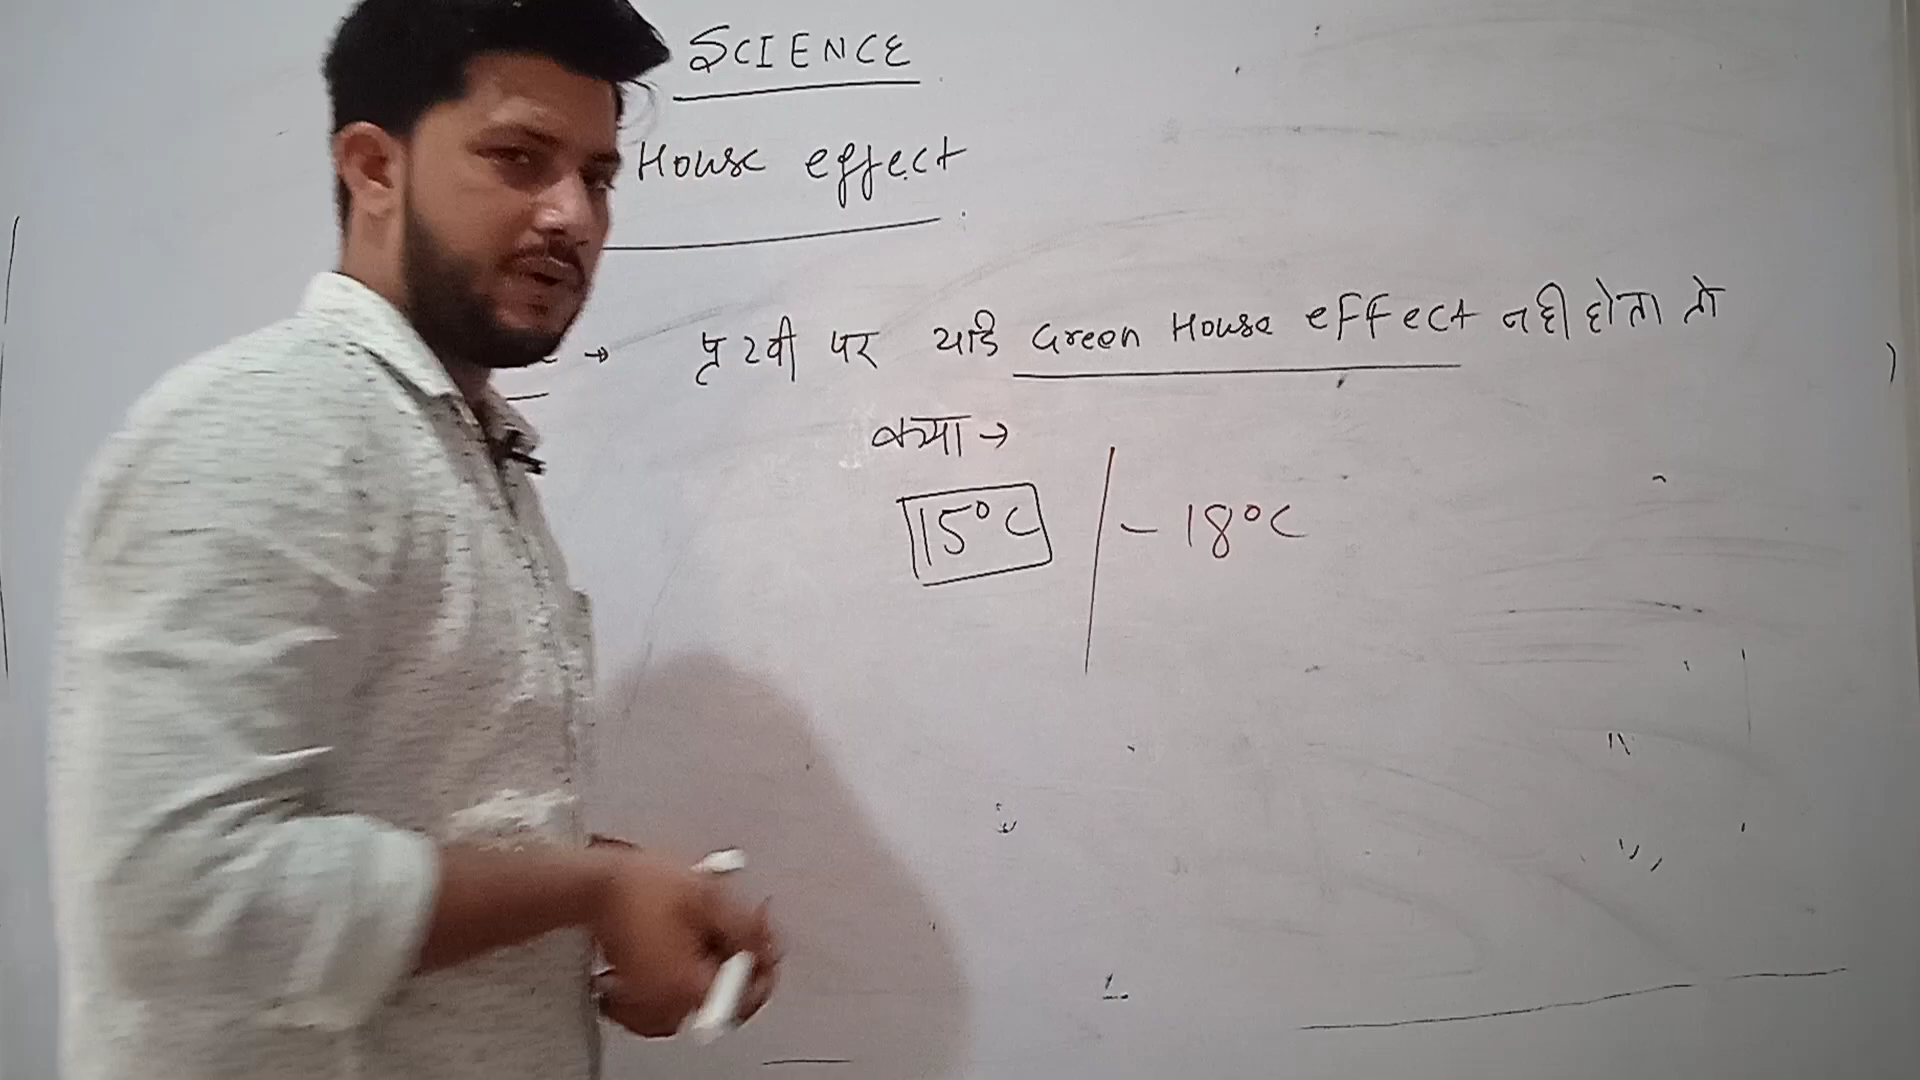 SCIENCE
House effect
→ पृथ्वी पर यदि Green House effect नही होता तो
क्या →
15°C / - 18°C